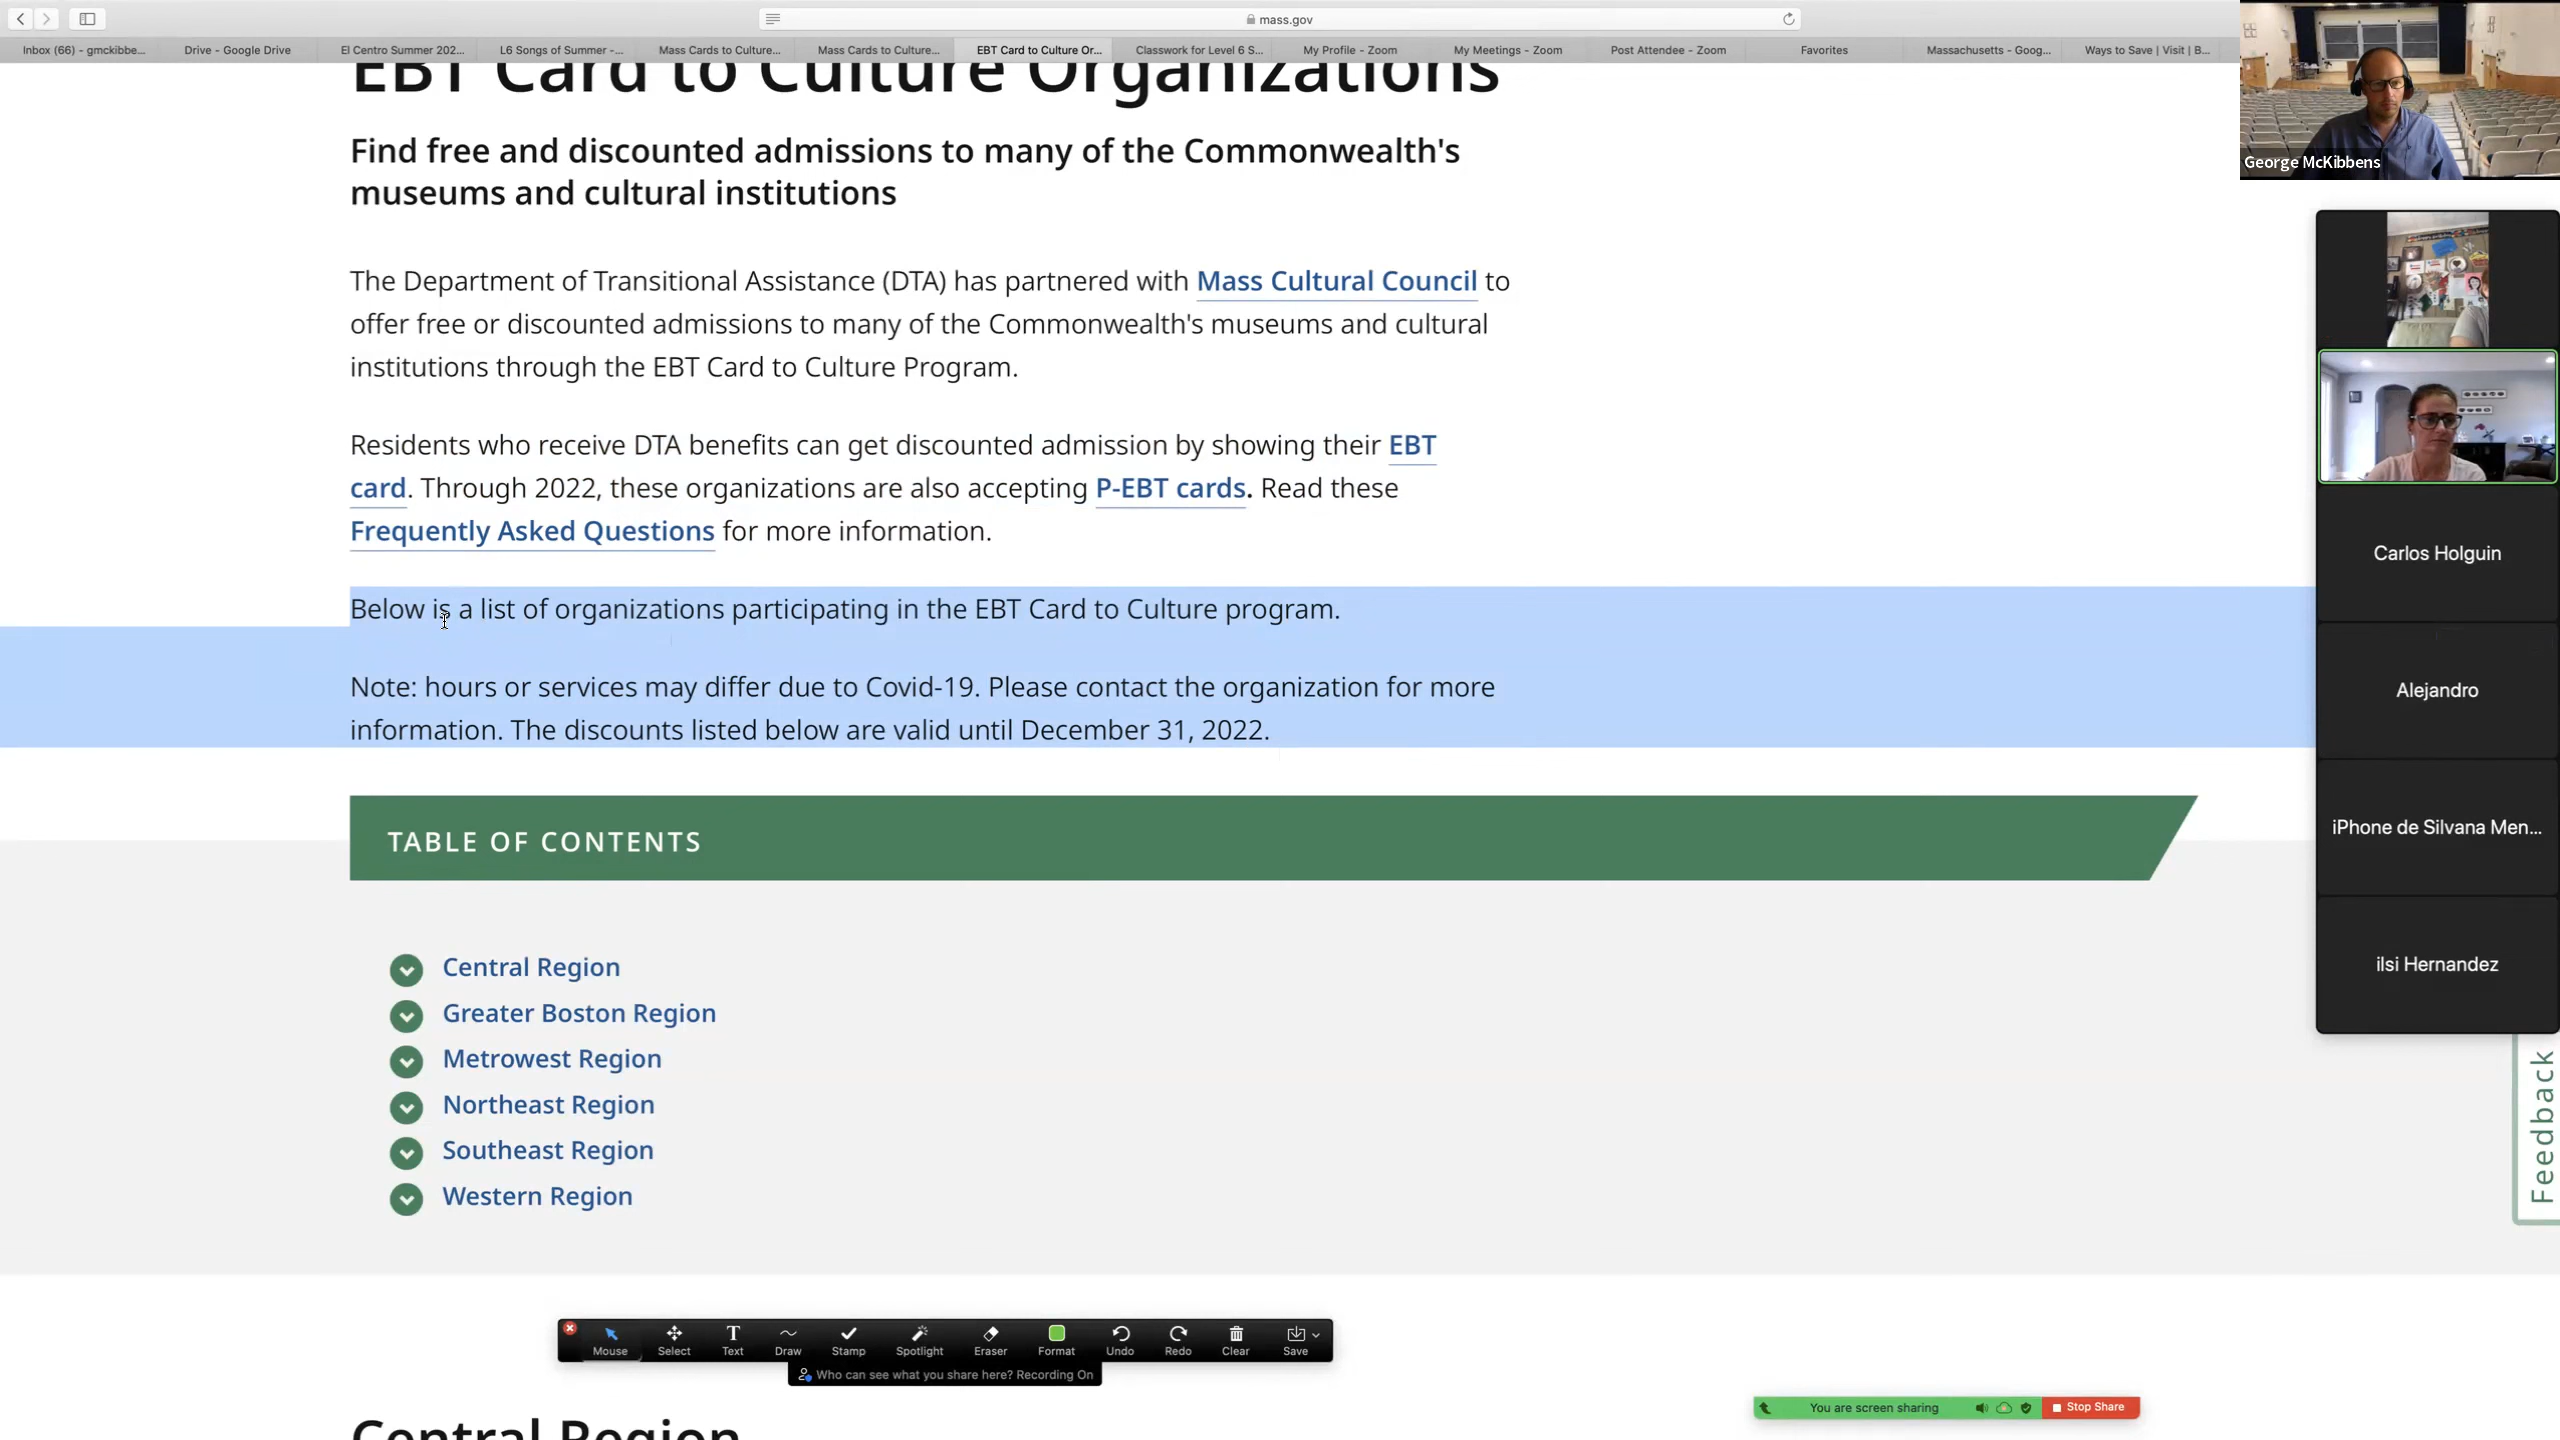 mass.gov
Inbox (66) - gmckibbe...
Drive - Google Drive
El Centro Summer 202...
L6 Songs of Summer -...
Mass Cards to Culture...
Mass Cards to Culture...
EBT Card to Culture Or...
Classwork for Level 6 S...
My Profile - Zoom
My Meetings - Zoom
Post Attendee - Zoom
Favorites
Massachusetts - Goog...
Ways to Save | Visit | B...
EBT Card to Culture Organizations
Find free and discounted admissions to many of the Commonwealth's
museums and cultural institutions
The Department of Transitional Assistance (DTA) has partnered with Mass Cultural Council to
offer free or discounted admissions to many of the Commonwealth's museums and cultural
institutions through the EBT Card to Culture Program.
Residents who receive DTA benefits can get discounted admission by showing their EBT
card. Through 2022, these organizations are also accepting P-EBT cards. Read these
Frequently Asked Questions for more information.
Below is a list of organizations participating in the EBT Card to Culture program.
Note: hours or services may differ due to Covid-19. Please contact the organization for more
information. The discounts listed below are valid until December 31, 2022.
TABLE OF CONTENTS
Central Region
Greater Boston Region
Metrowest Region
Northeast Region
Southeast Region
Western Region
Central Region
George McKibbens
Carlos Holguin
Alejandro
iPhone de Silvana Men...
ilsi Hernandez
Feedback
Mouse
Select
Text
Draw
Stamp
Spotlight
Eraser
Format
Undo
Redo
Clear
Save
Who can see what you share here? Recording On
You are screen sharing
Stop Share